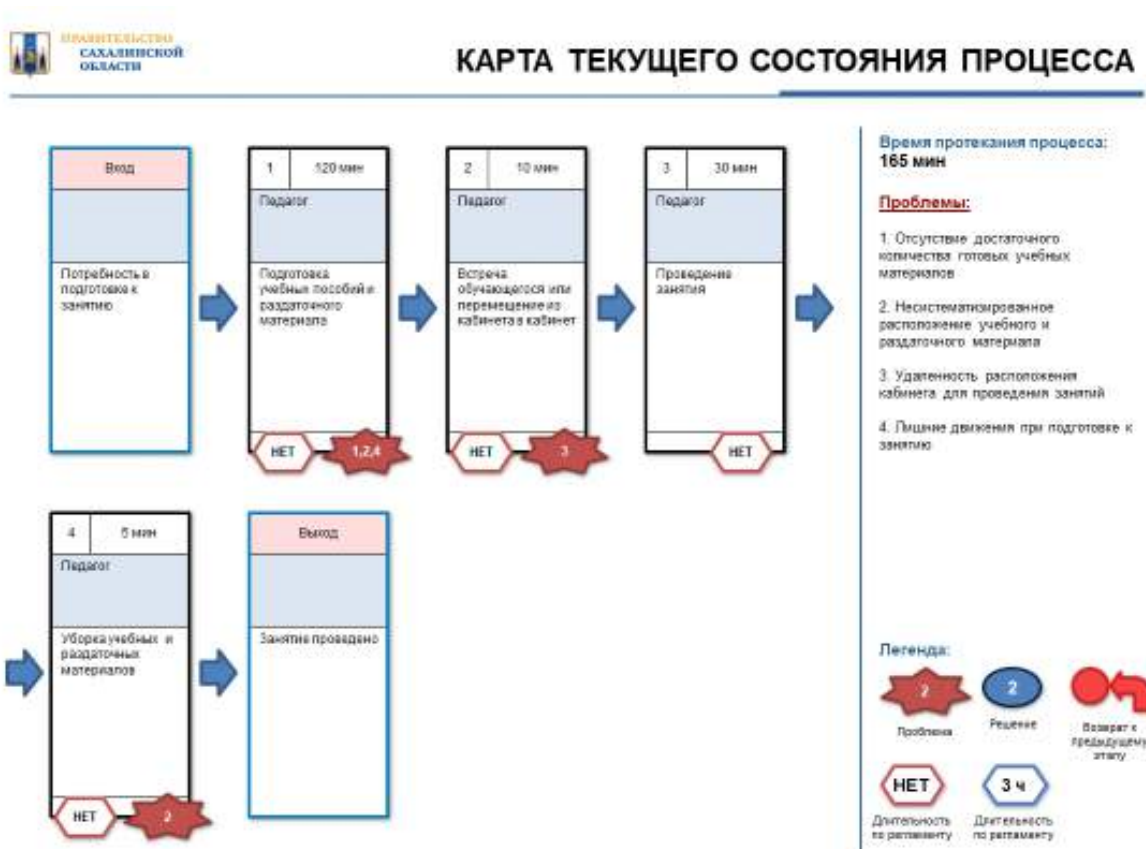 ПРАВИТЕЛЬСТВО
САХАЛИНСКОЙ
ОБЛАСТИ
КАРТА ТЕКУЩЕГО СОСТОЯНИЯ ПРОЦЕССА
Вход
Потребность в
подготовке к
занятию
1
120 мин
Педагог
Подготовка
учебных пособий и
раздаточного
материала
НЕТ
1,2,4
2
10 мин
Педагог
Встреча
обучающегося или
перемещение из
кабинета в кабинет
НЕТ
3
3
30 мин
Педагог
Проведение
занятия
НЕТ
4
5 мин
Педагог
Уборка учебных и
раздаточных
материалов
НЕТ
2
Выход
Занятие проведено
Время протекания процесса:
165 мин
Проблемы:
1. Отсутствие достаточного
количества готовых учебных
материалов
2. Несистематизированное
расположение учебного и
раздаточного материала
3. Удаленность расположения
кабинета для проведения занятий
4. Лишние движения при подготовке к
занятию
Легенда:
2
Проблема
2
Решение
Возврат к
предыдущему
этапу
НЕТ
Длительность
по регламенту
3 ч
Длительность
по регламенту